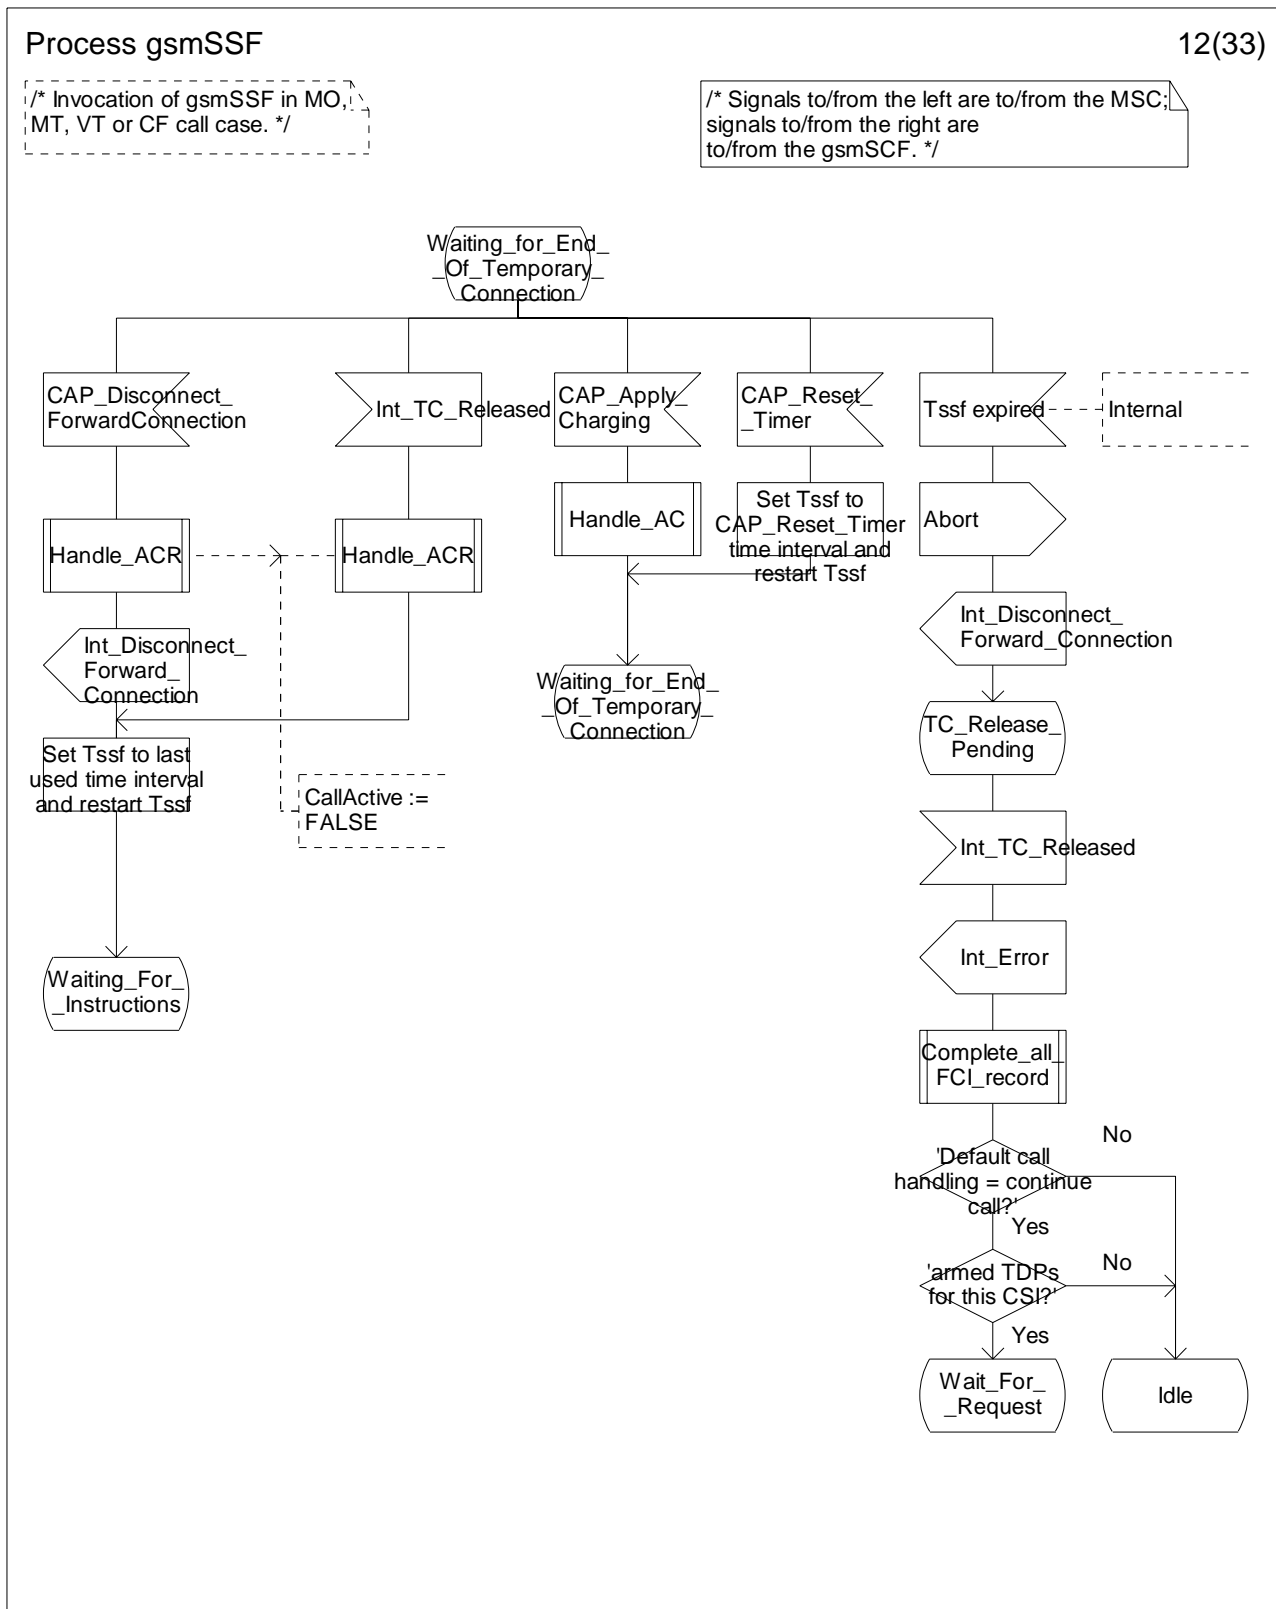 Process gsmSSF
12(33)
/* Invocation of gsmSSF in MO,
MT, VT or CF call case. */
/* Signals to/from the left are to/from the MSC;
signals to/from the right are
to/from the gsmSCF. */
Waiting_for_End_
_Of_Temporary_
Connection
CAP_Disconnect_
ForwardConnection
Int_TC_Released
CAP_Apply_
Charging
CAP_Reset_
_Timer
Tssf expired
Internal
Handle_ACR
Handle_ACR
Handle_AC
Set Tssf to
CAP_Reset_Timer
time interval and
restart Tssf
Abort
Int_Disconnect_
Forward_
Connection
Int_Disconnect_
Forward_Connection
Waiting_for_End_
_Of_Temporary_
Connection
TC_Release_
Pending
Set Tssf to last
used time interval
and restart Tssf
CallActive :=
FALSE
Int_TC_Released
Waiting_For_
_Instructions
Int_Error
Complete_all_
FCI_record
'Default call
handling = continue
call?'
No
Yes
'armed TDPs
for this CSI?'
No
Yes
Wait_For_
_Request
Idle